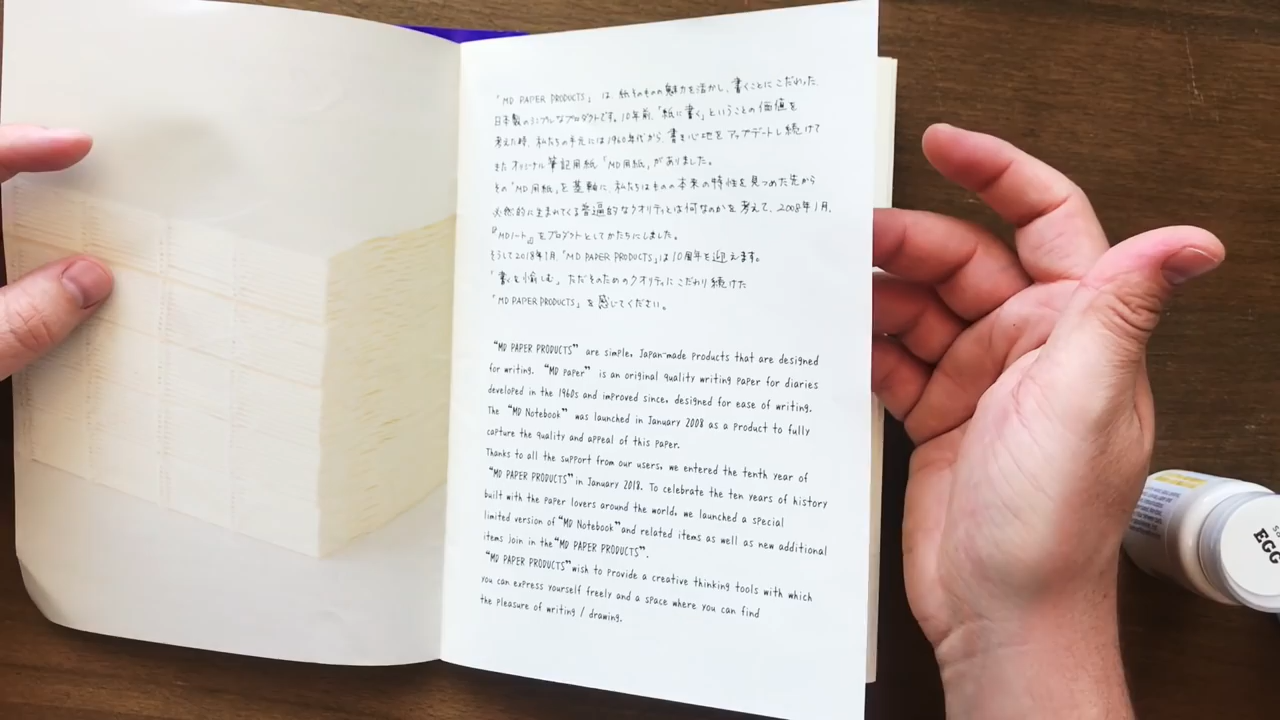 「MD PAPER PRODUCTS」 は 紙そのものの魅力を活かし、書くことにこだわった
日本製のシンプルなプロダクトです。10年前、「紙に書く」ということの価値を
考えた時、私たちの手元には1960年代から、書き心地をアップデートし続けて
きたオリジナル筆記用紙「MD用紙」がありました。
その「MD用紙」を基軸に、私たちはものの本来の特性を見つめた先から
必然的に生まれてくる普遍的なクオリティとは何なのかを考えて、2008年1月、
『MDノート』をプロダクトとしてかたちにしました。
そして2018年1月「MD PAPER PRODUCTS」は10周年を迎えます。
「書くを愉しむ」ただそのためのクオリティにこだわり続けた
「MD PAPER PRODUCTS」を感じてください。
“MD PAPER PRODUCTS” are simple, Japan-made products that are designed
for writing. “MD paper” is an original quality writing paper for diaries
developed in the 1960s and improved since, designed for ease of writing.
The “MD Notebook” was launched in January 2008 as a product to fully
capture the quality and appeal of this paper.
Thanks to all the support from our users, we entered the tenth year of
“MD PAPER PRODUCTS” in January 2018. To celebrate the ten years of history
built with the paper lovers around the world, we launched a special
limited version of “MD Notebook” and related items as well as new additional
items join in the “MD PAPER PRODUCTS”.
“MD PAPER PRODUCTS” wish to provide a creative thinking tools with which
you can express yourself freely and a space where you can find
the pleasure of writing / drawing.
EGG